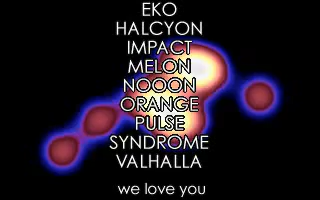 EKO
HALCYON
IMPACT
MELON
NOOON
ORANGE
PULSE
SYNDROME
VALHALLA
we love you